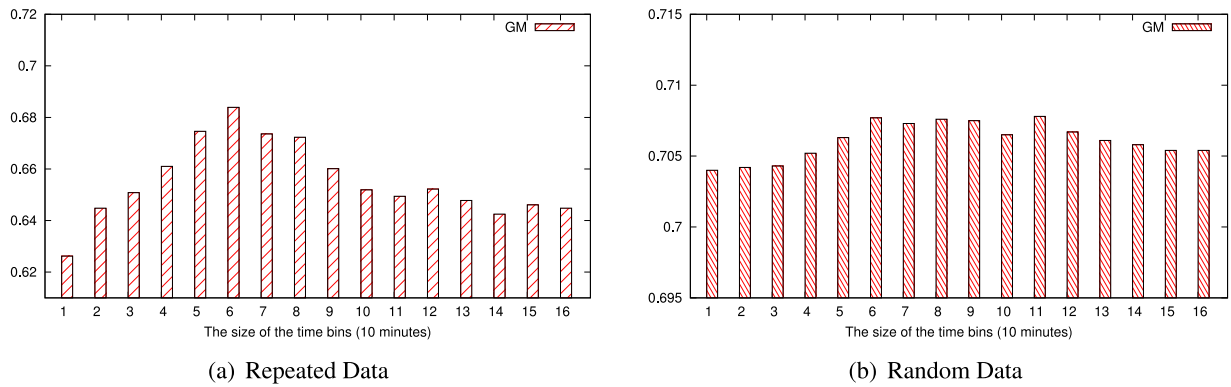 0.72
0.7
0.68
0.66
0.64
0.62
GM
1 2 3 4 5 6 7 8 9 10 11 12 13 14 15 16
The size of the time bins (10 minutes)
(a) Repeated Data
0.715
0.71
0.705
0.7
0.695
GM
1 2 3 4 5 6 7 8 9 10 11 12 13 14 15 16
The size of the time bins (10 minutes)
(b) Random Data